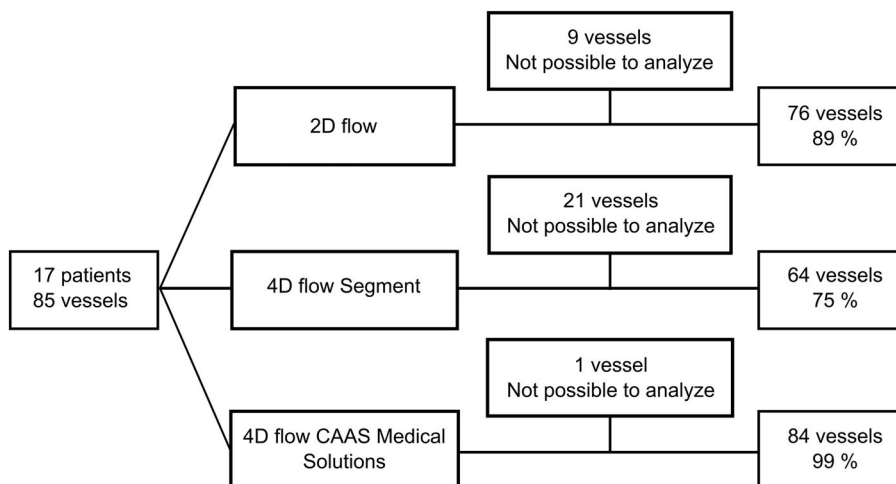 17 patients
85 vessels
2D flow
9 vessels
Not possible to analyze
76 vessels
89 %
4D flow Segment
21 vessels
Not possible to analyze
64 vessels
75 %
4D flow CAAS Medical
Solutions
1 vessel
Not possible to analyze
84 vessels
99 %